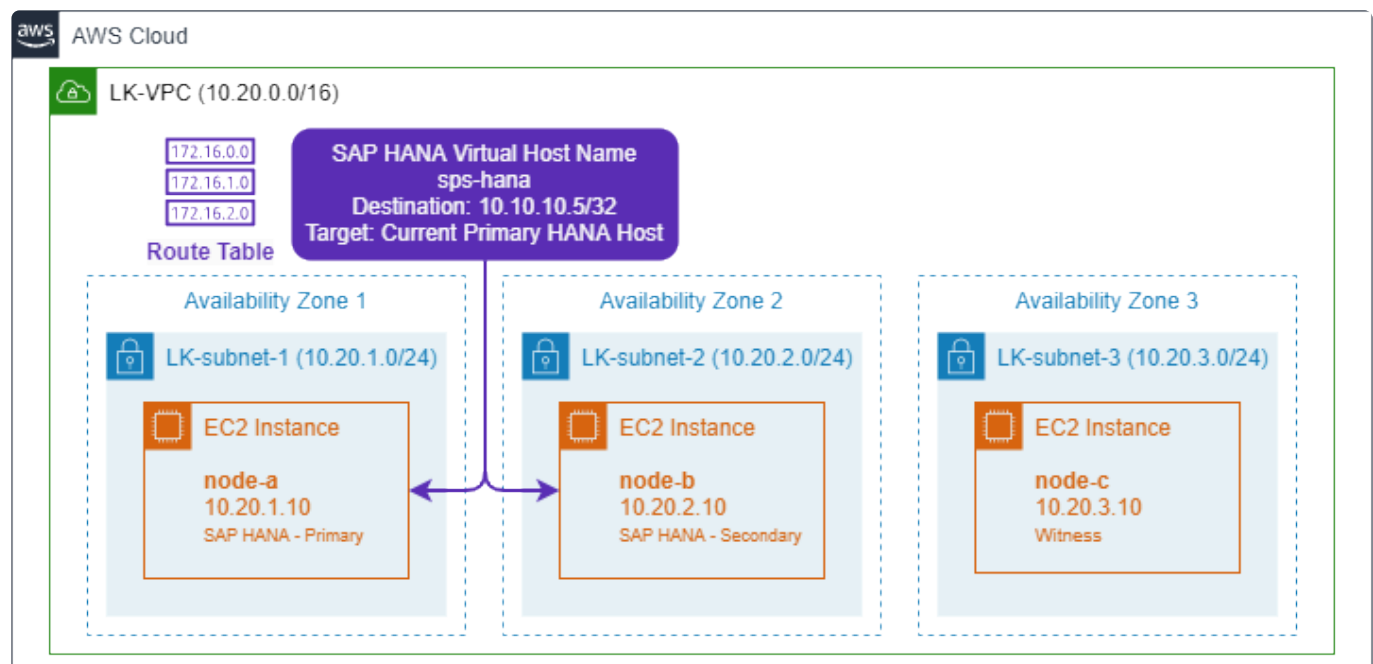 aws
AWS Cloud
LK-VPC (10.20.0.0/16)
172.16.0.0
172.16.1.0
172.16.2.0
Route Table
SAP HANA Virtual Host Name
sps-hana
Destination: 10.10.10.5/32
Target: Current Primary HANA Host
Availability Zone 1
LK-subnet-1 (10.20.1.0/24)
EC2 Instance
node-a
10.20.1.10
SAP HANA - Primary
Availability Zone 2
LK-subnet-2 (10.20.2.0/24)
EC2 Instance
node-b
10.20.2.10
SAP HANA - Secondary
Availability Zone 3
LK-subnet-3 (10.20.3.0/24)
EC2 Instance
node-c
10.20.3.10
Witness